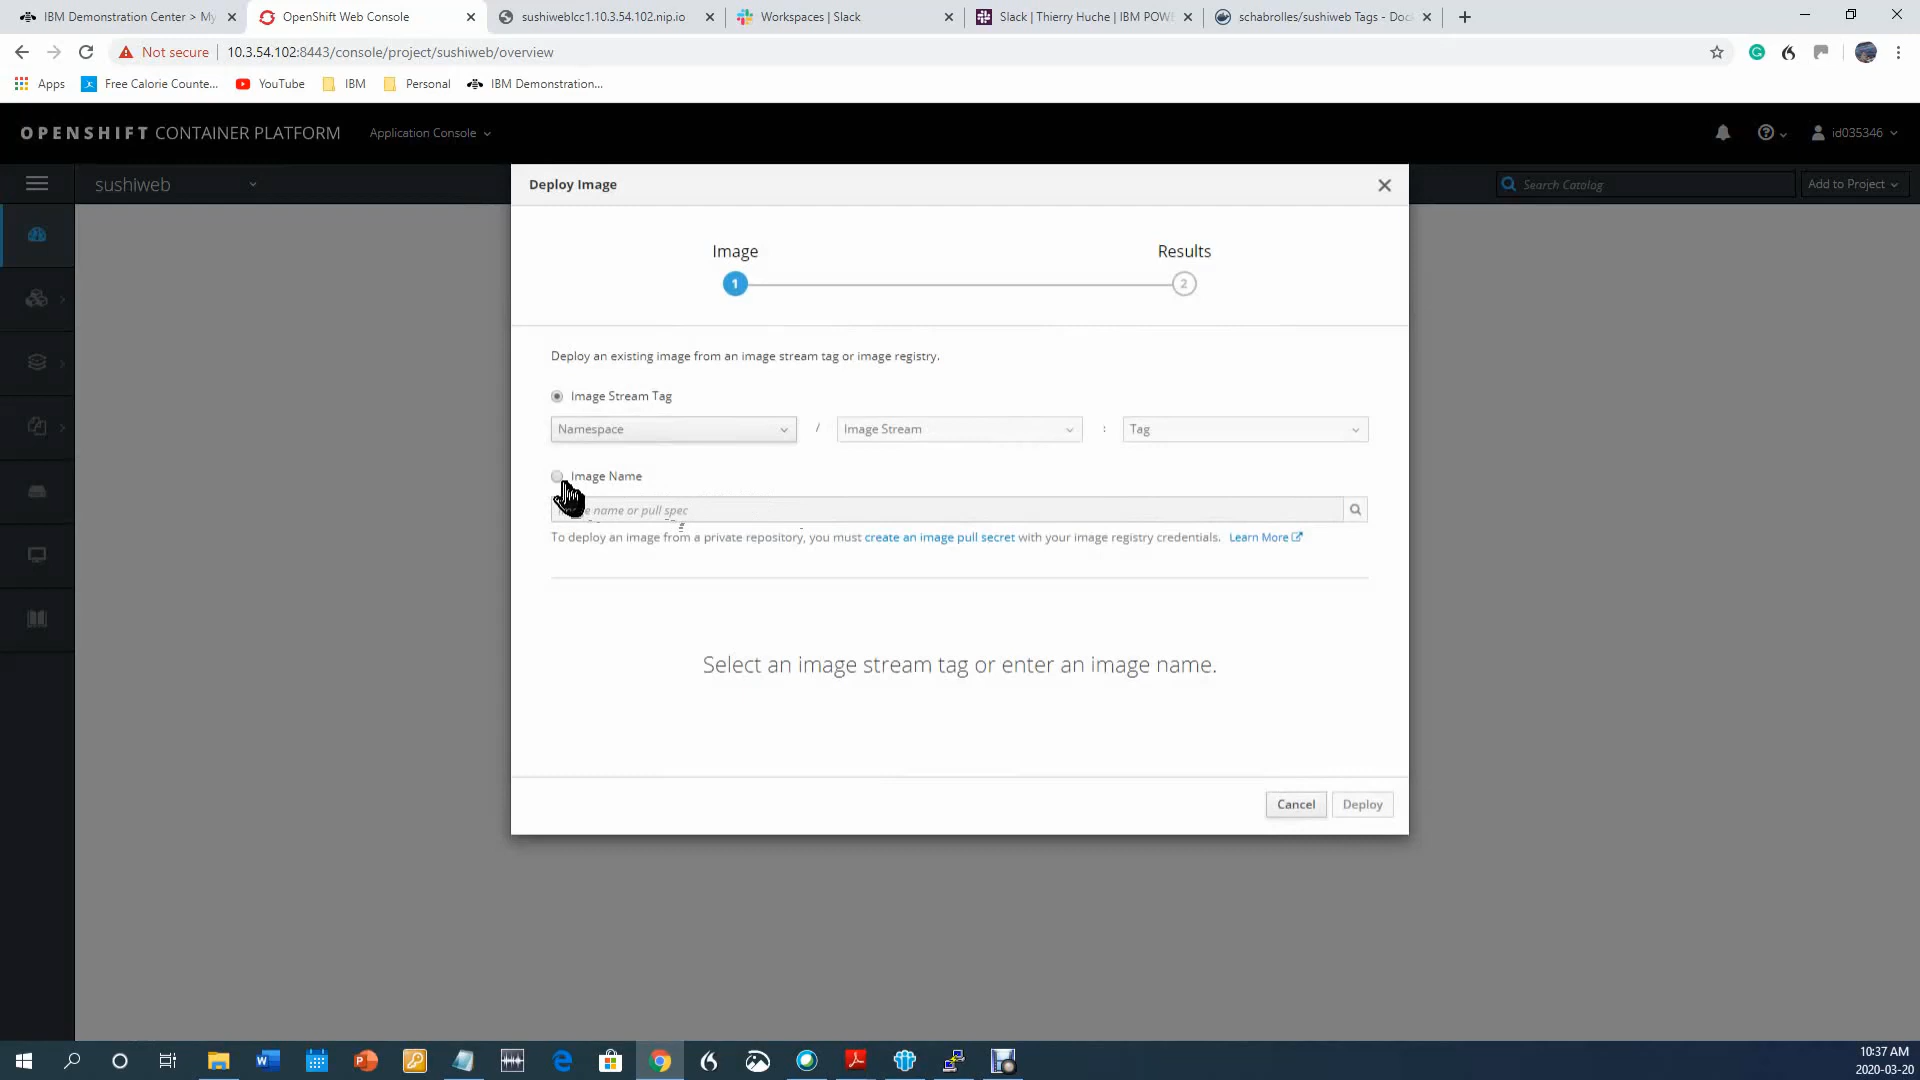 IBM Demonstration Center > My
OpenShift Web Console
sushiweblcc1.10.3.54.102.nip.io
Workspaces | Slack
Slack | Thierry Huche | IBM POW
schabrolles/sushiweb Tags - Doc
Not secure
10.3.54.102:8443/console/project/sushiweb/overview
Apps
Free Calorie Counte...
YouTube
IBM
Personal
IBM Demonstration...
OPENSHIFT CONTAINER PLATFORM
Application Console
id035346
sushiweb
Search Catalog
Add to Project
Deploy Image
Image
Results
1
2
Deploy an existing image from an image stream tag or image registry.
Image Stream Tag
Namespace
/
Image Stream
:
Tag
Image Name
name or pull spec
To deploy an image from a private repository, you must create an image pull secret with your image registry credentials. Learn More
Select an image stream tag or enter an image name.
Cancel
Deploy
10:37 AM
2020-03-20